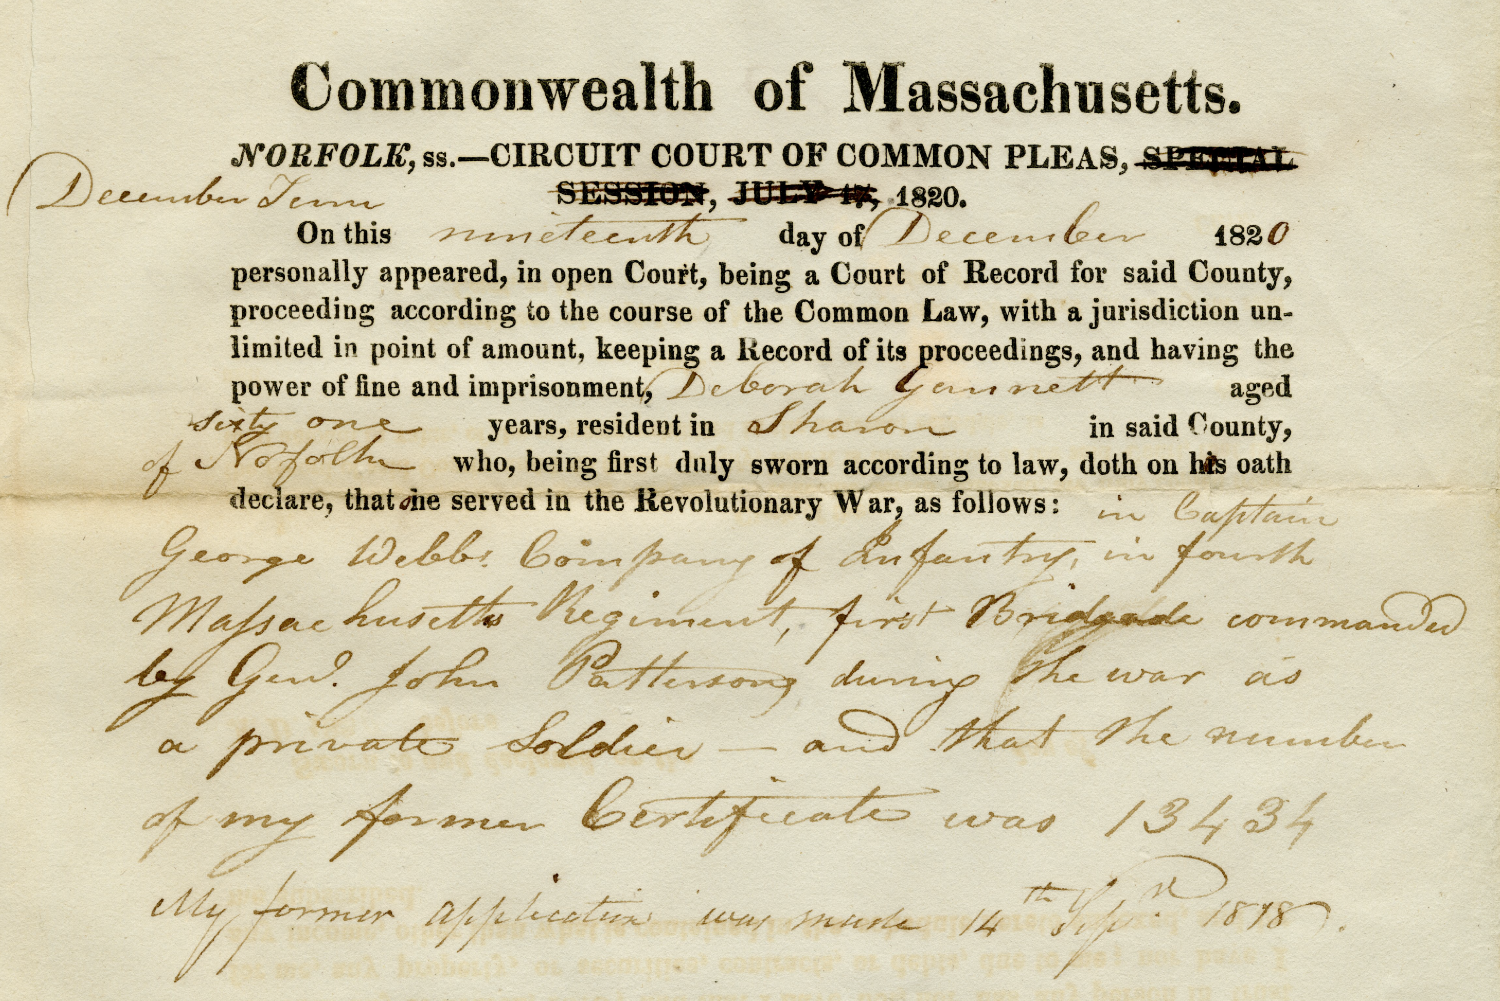 Commonwealth of Massachusetts.
NORFOLK, ss.—CIRCUIT COURT OF COMMON PLEAS, SPECIAL
December Term SESSION, JULY 17, 1820.
On this nineteenth day of December 1820
personally appeared, in open Court, being a Court of Record for said County,
proceeding according to the course of the Common Law, with a jurisdiction un-
limited in point of amount, keeping a Record of its proceedings, and having the
power of fine and imprisonment, Deborah Gannett aged
sixty one years, resident in Sharon in said County,
of Norfolk who, being first duly sworn according to law, doth on his oath
declare, that she served in the Revolutionary War, as follows: in Captain
George Webbs Company of Infantry, in fourth
Massachusetts Regiment, first Bridgade commanded
by Genl. John Patterson, during the war as
a private Soldier — and that the number
of my former Certificate was 13434
My former application was made 14th Sepr 1818.